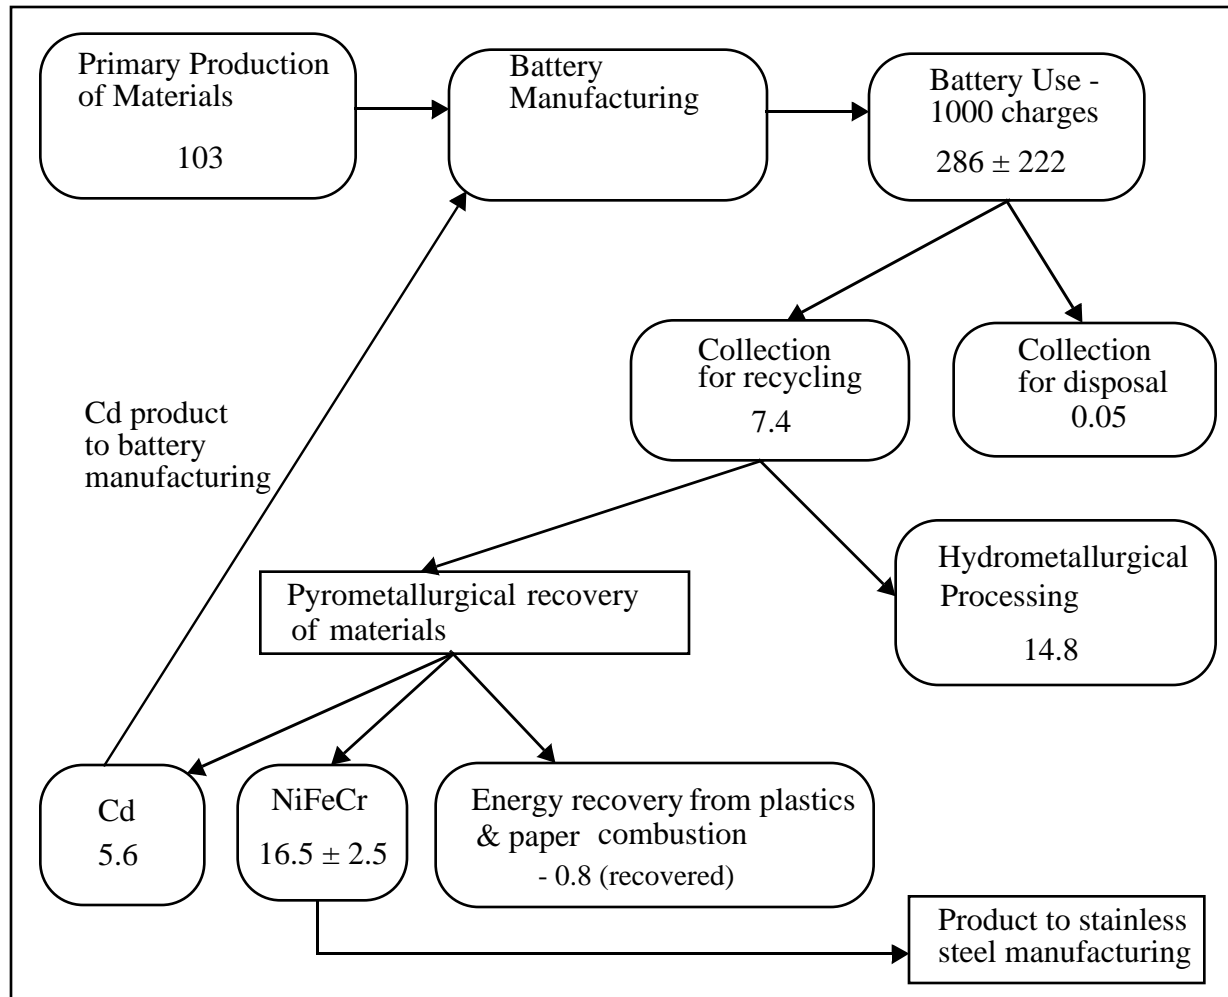 Primary Production
of Materials
103
Battery
Manufacturing
Battery Use -
1000 charges
286 ± 222
Collection
for recycling
7.4
Collection
for disposal
0.05
Cd product
to battery
manufacturing
Hydrometallurgical
Processing
14.8
Pyrometallurgical recovery
of materials
Cd
5.6
NiFeCr
16.5 ± 2.5
Energy recovery from plastics
& paper combustion
- 0.8 (recovered)
Product to stainless
steel manufacturing